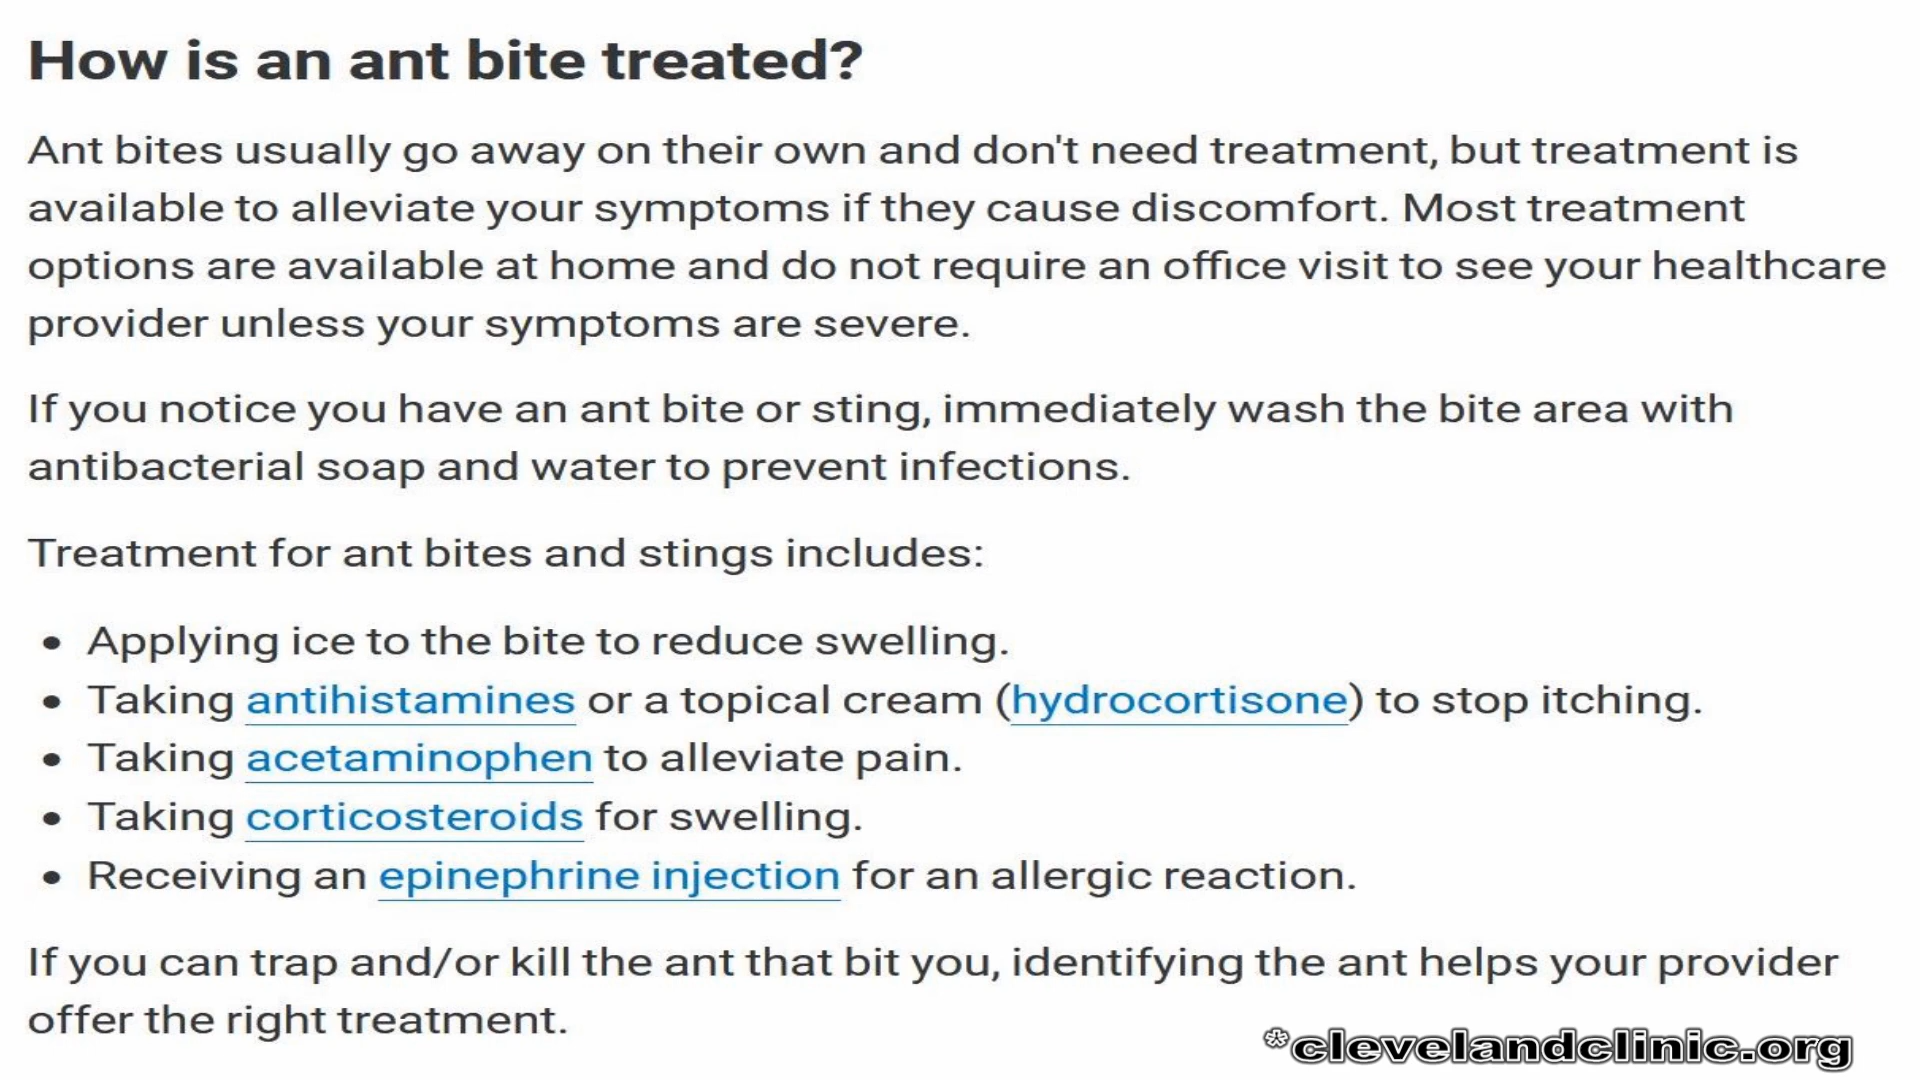 How is an ant bite treated?
Ant bites usually go away on their own and don't need treatment, but treatment is
available to alleviate your symptoms if they cause discomfort. Most treatment
options are available at home and do not require an office visit to see your healthcare
provider unless your symptoms are severe.
If you notice you have an ant bite or sting, immediately wash the bite area with
antibacterial soap and water to prevent infections.
Treatment for ant bites and stings includes:
• Applying ice to the bite to reduce swelling.
• Taking antihistamines or a topical cream (hydrocortisone) to stop itching.
• Taking acetaminophen to alleviate pain.
• Taking corticosteroids for swelling.
• Receiving an epinephrine injection for an allergic reaction.
If you can trap and/or kill the ant that bit you, identifying the ant helps your provider
offer the right treatment.
*clevelandclinic.org